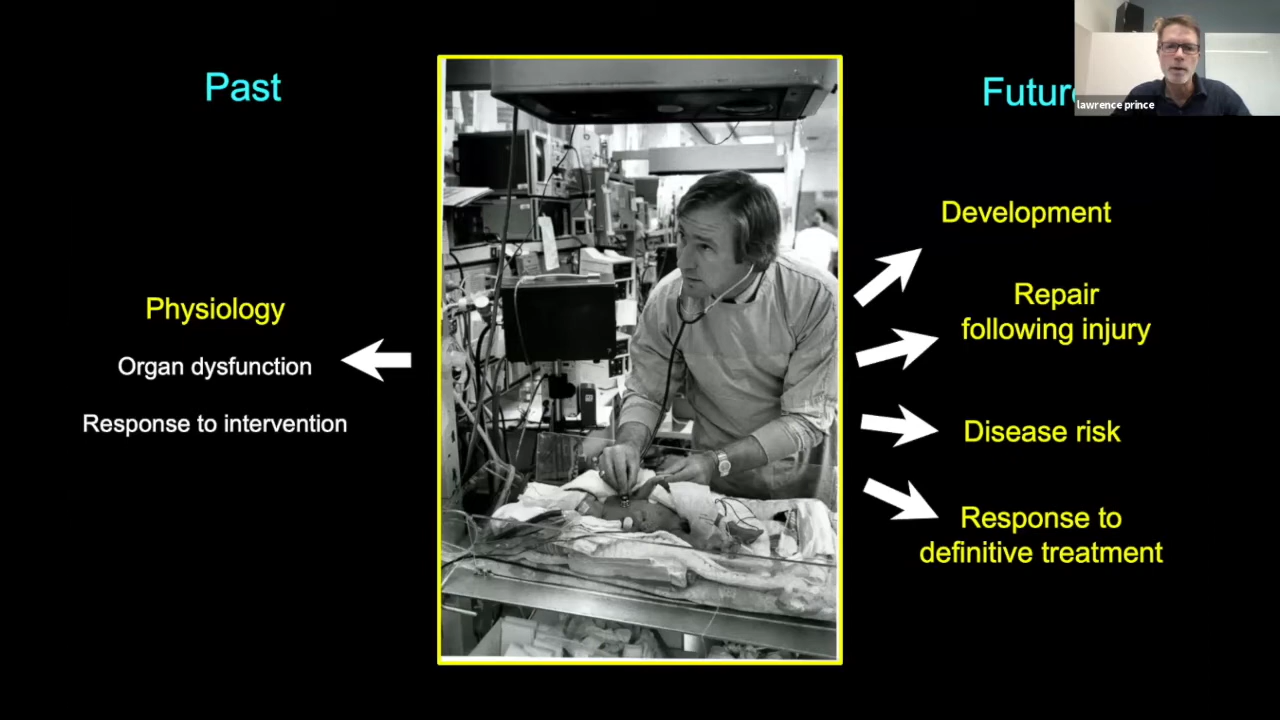 Past
Future
lawrence prince
Physiology
Organ dysfunction
Response to intervention
Development
Repair
following injury
Disease risk
Response to
definitive treatment